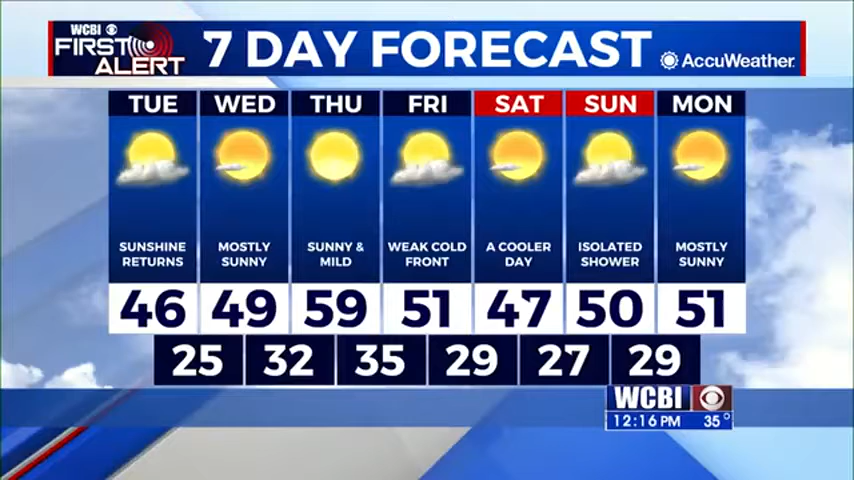 WCBI
FIRST ALERT
7 DAY FORECAST
AccuWeather
TUE WED THU FRI SAT SUN MON
SUNSHINE RETURNS
MOSTLY SUNNY
SUNNY & MILD
WEAK COLD FRONT
A COOLER DAY
ISOLATED SHOWER
MOSTLY SUNNY
46 49 59 51 47 50 51
25 32 35 29 27 29
WCBI
12:16 PM 35°